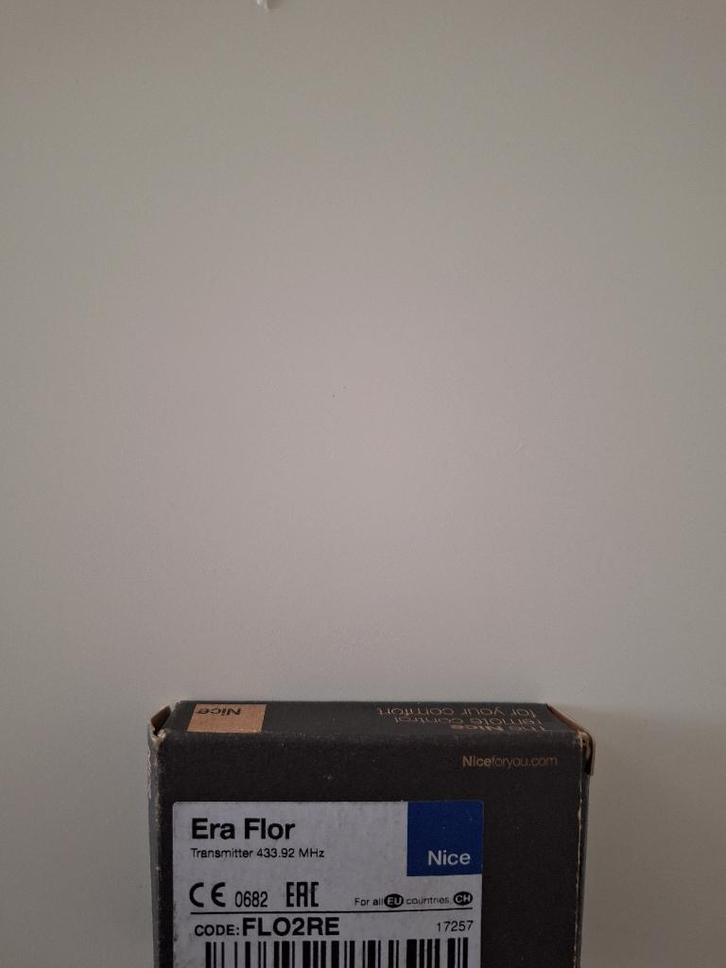 Nice
The Nice
remote control
for your comfort
Niceforyou.com
Era Flor
Transmitter 433.92 MHz
Nice
CE 0682 EAC
For all EU countries, CH
CODE:FLO2RE
17257